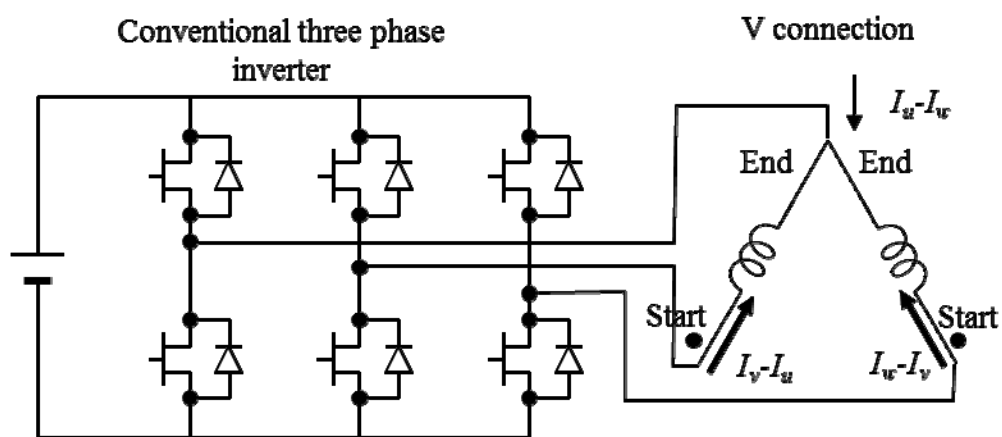 Conventional three phase
inverter
V connection
Iu-Iw
End
End
Start
Start
Iv-Iu
Iw-Iv